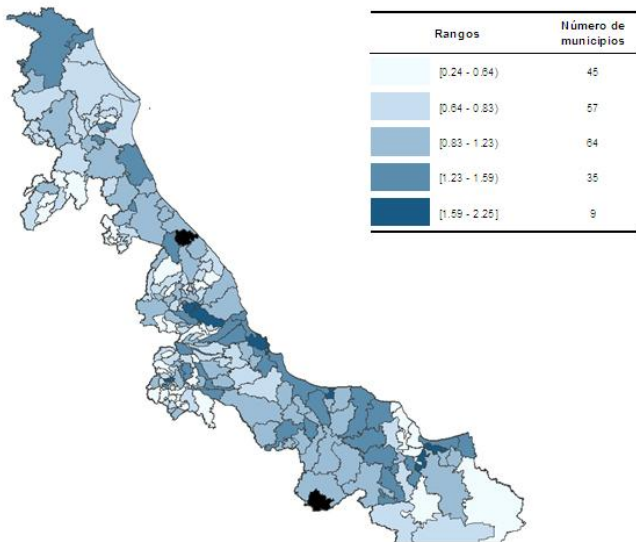 Rangos
Número de
municipios
[0.24 - 0.64)
45
[0.64 - 0.83)
57
[0.83 - 1.23)
64
[1.23 - 1.59)
35
[1.59 - 2.25]
9